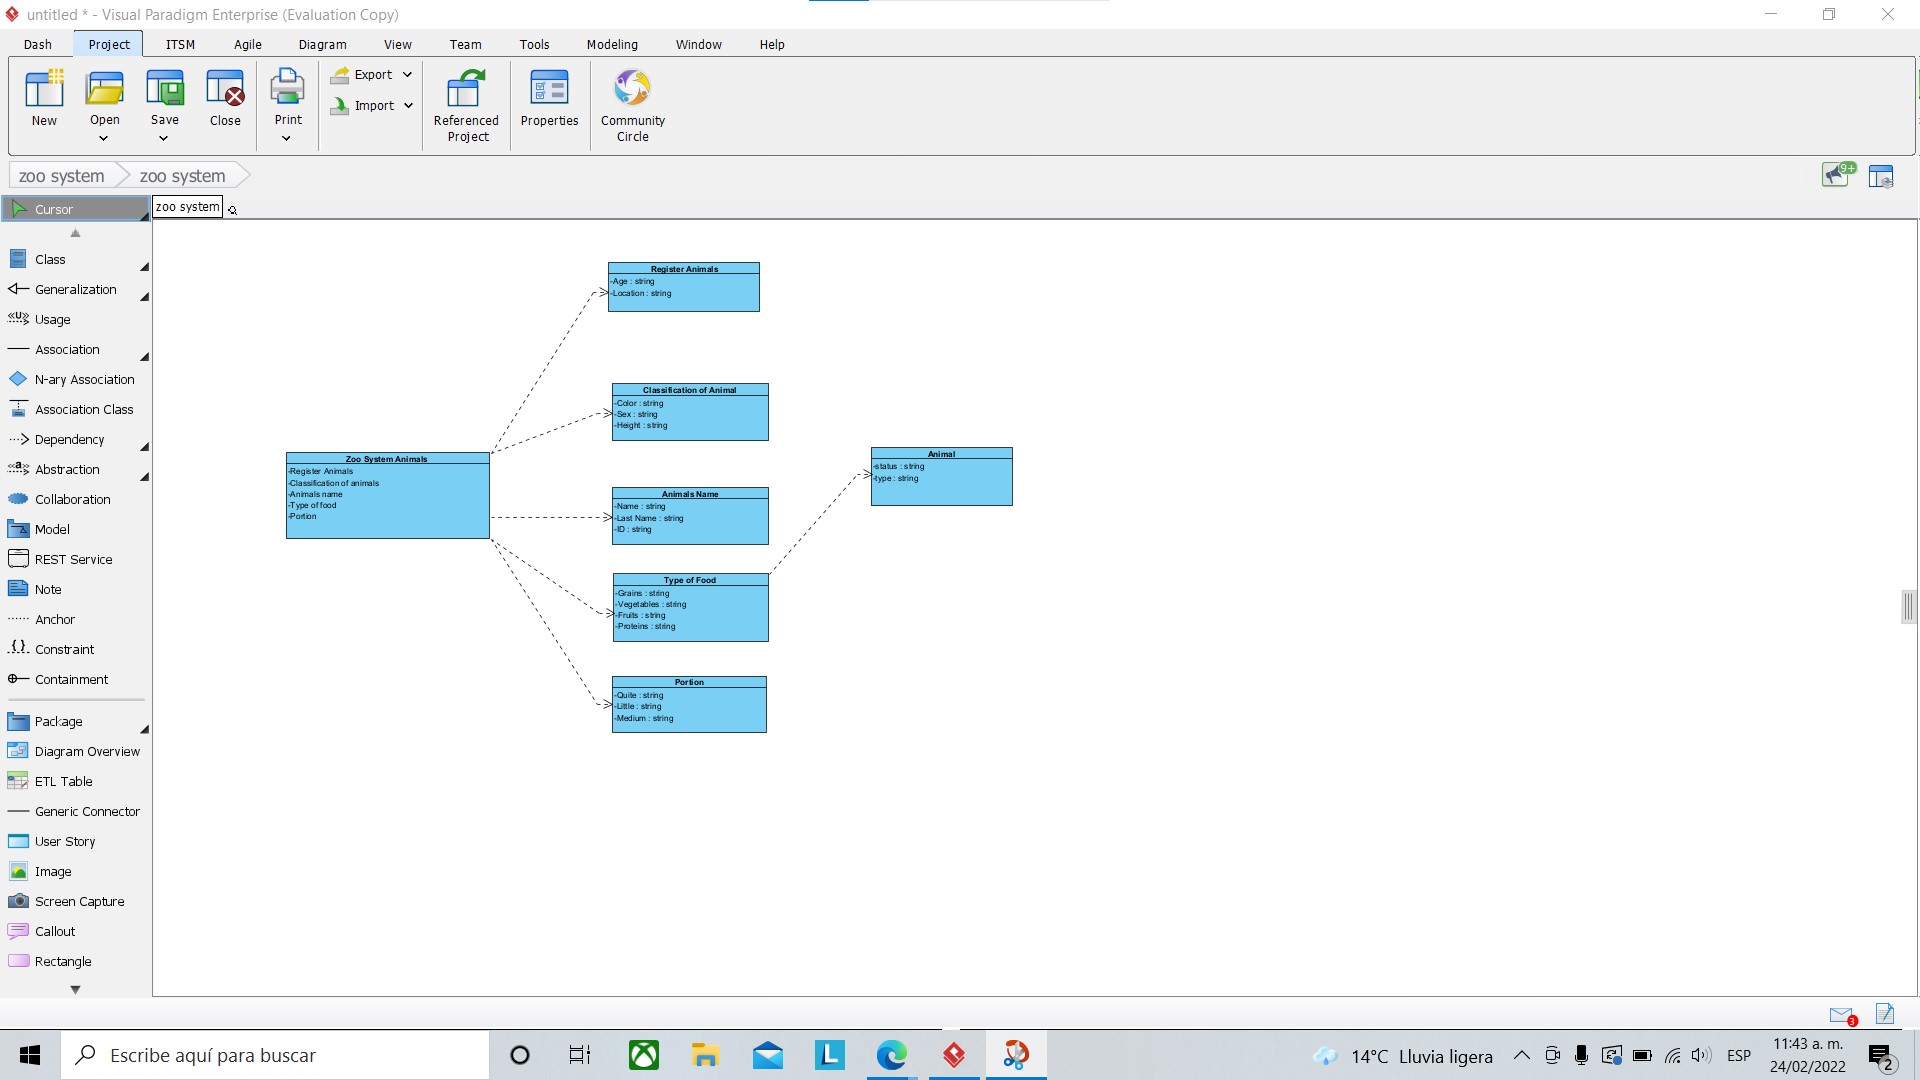 untitled * - Visual Paradigm Enterprise (Evaluation Copy)
Dash Project ITSM Agile Diagram View Team Tools Modeling Window Help
New
Open
Save
Close
Print
Export
Import
Referenced
Project
Properties
Community
Circle
zoo system zoo system
9+
Cursor
zoo system
Class
Generalization
Usage
Association
N-ary Association
Association Class
Dependency
Abstraction
Collaboration
Model
REST Service
Note
Anchor
Constraint
Containment
Package
Diagram Overview
ETL Table
Generic Connector
User Story
Image
Screen Capture
Callout
Rectangle
Zoo System Animals
-Register Animals
-Classification of animals
-Animals name
-Type of food
-Portion
Register Animals
-Age : string
-Location : string
Classification of Animal
-Color : string
-Sex : string
-Height : string
Animals Name
-Name : string
-Last Name : string
-ID : string
Type of Food
-Grains : string
-Vegetables : string
-Fruits : string
-Proteins : string
Portion
-Quite : string
-Little : string
-Medium : string
Animal
-status : string
-type : string
3
Escribe aquí para buscar
L
14°C Lluvia ligera
ESP
11:43 a. m.
24/02/2022
2